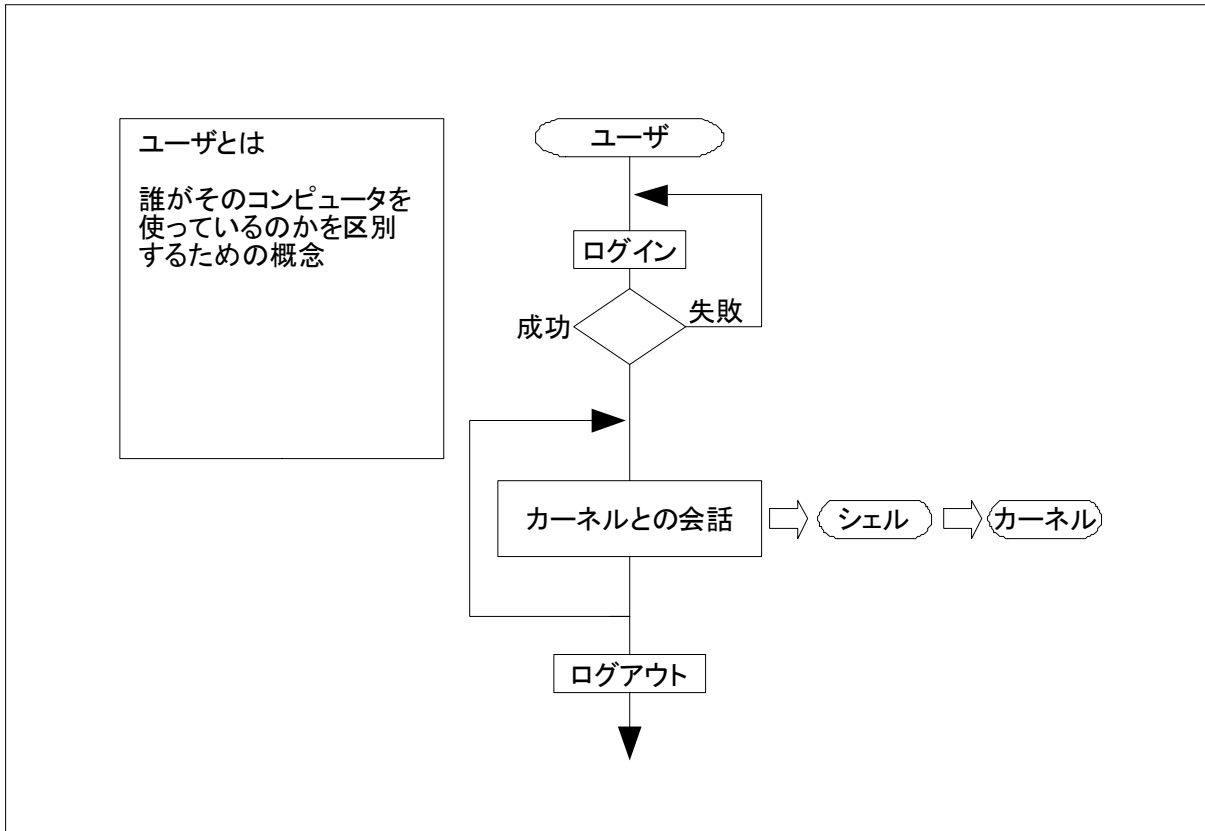 ユーザとは
誰がそのコンピュータを
使っているのかを区別
するための概念
ユーザ
ログイン
成功
失敗
カーネルとの会話
シェル
カーネル
ログアウト